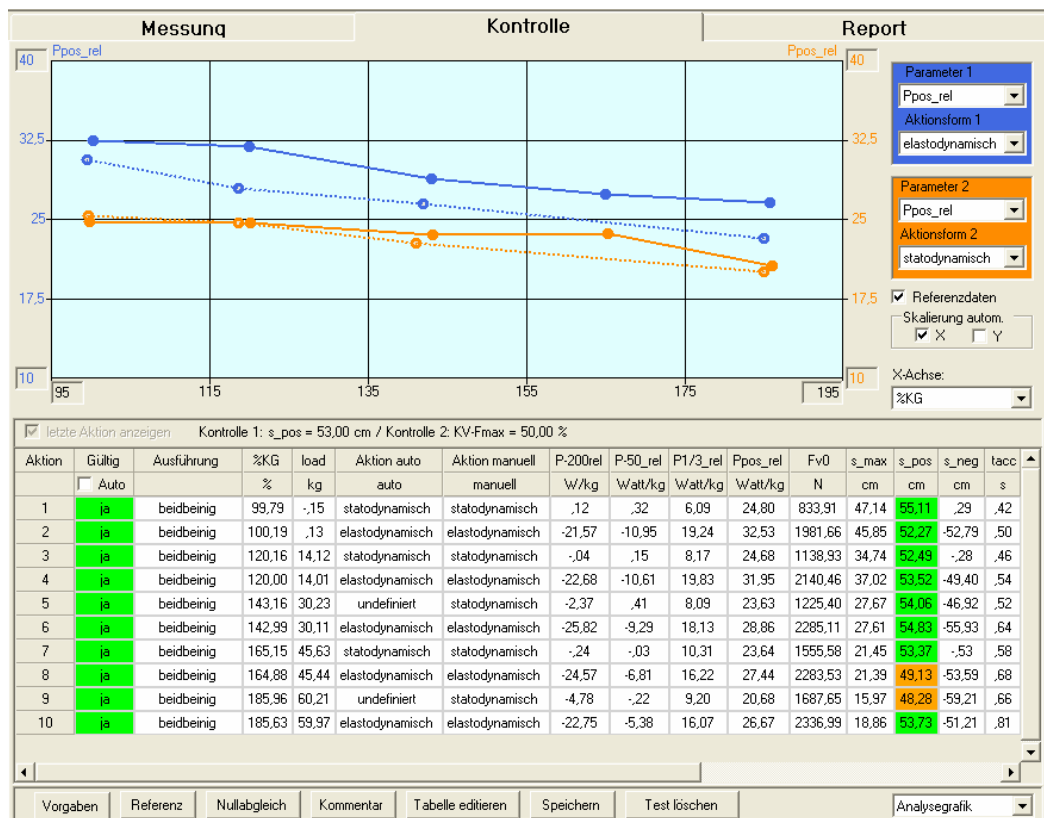 Messung Kontrolle Report
Ppos_rel Ppos_rel
40 40
32,5 32,5
25 25
17,5 17,5
10 10
95 115 135 155 175 195
Parameter 1
Ppos_rel
Aktionsform 1
elastodynamisch
Parameter 2
Ppos_rel
Aktionsform 2
statodynamisch
Referenzdaten
Skalierung autom.
X Y
X-Achse:
%KG
letzte Aktion anzeigen Kontrolle 1: s_pos = 53,00 cm / Kontrolle 2: KV-Fmax = 50,00 %
Aktion Gültig Ausführung %KG load Aktion auto Aktion manuell P-200rel P-50_rel P1/3_rel Ppos_rel Fv0 s_max s_pos s_neg tacc
Auto % kg auto manuell W/kg Watt/kg Watt/kg Watt/kg N cm cm cm s
1 ja beidbeinig 99,79 -,15 statodynamisch statodynamisch ,12 ,32 6,09 24,80 833,91 47,14 55,11 ,29 ,42
2 ja beidbeinig 100,19 ,13 elastodynamisch elastodynamisch -21,57 -10,95 19,24 32,53 1981,66 45,85 52,27 -52,79 ,50
3 ja beidbeinig 120,16 14,12 statodynamisch statodynamisch -,04 ,15 8,17 24,68 1138,93 34,74 52,49 -,28 ,46
4 ja beidbeinig 120,00 14,01 elastodynamisch elastodynamisch -22,68 -10,61 19,83 31,95 2140,46 37,02 53,52 -49,40 ,54
5 ja beidbeinig 143,16 30,23 undefiniert statodynamisch -2,37 ,41 8,09 23,63 1225,40 27,67 54,06 -46,92 ,52
6 ja beidbeinig 142,99 30,11 elastodynamisch elastodynamisch -25,82 -9,29 18,13 28,86 2285,11 27,61 54,83 -55,93 ,64
7 ja beidbeinig 165,15 45,63 statodynamisch statodynamisch -,24 -,03 10,31 23,64 1555,58 21,45 53,37 -,53 ,58
8 ja beidbeinig 164,88 45,44 elastodynamisch elastodynamisch -24,57 -6,81 16,22 27,44 2283,53 21,39 49,13 -53,59 ,68
9 ja beidbeinig 185,96 60,21 undefiniert statodynamisch -4,78 -,22 9,20 20,68 1687,65 15,97 48,28 -59,21 ,66
10 ja beidbeinig 185,63 59,97 elastodynamisch elastodynamisch -22,75 -5,38 16,07 26,67 2336,99 18,86 53,73 -51,21 ,81
Vorgaben Referenz Nullabgleich Kommentar Tabelle editieren Speichern Test löschen Analysegrafik